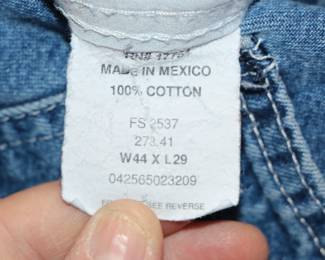 MADE IN MEXICO
100% COTTON
FS 2537
273.41
W44 X L29
042565023209
SEE REVERSE